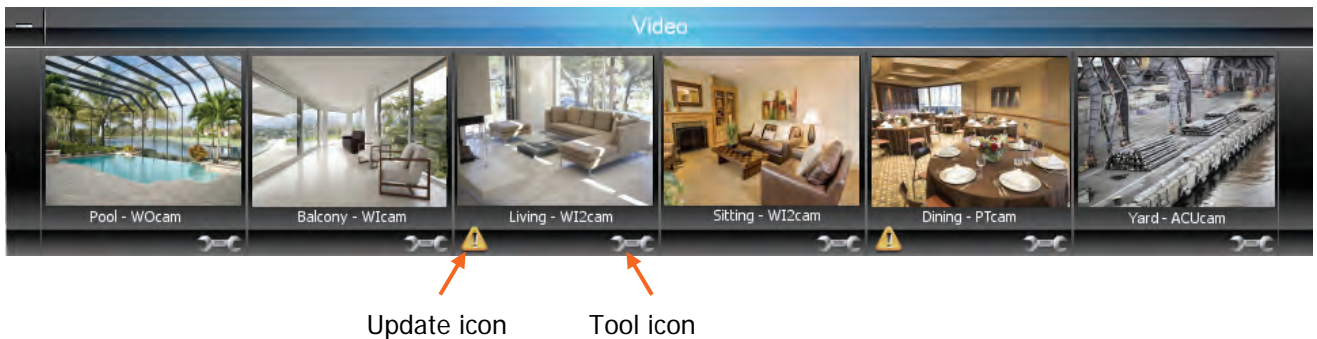 Video
Pool - WOcam
Balcony - WIcam
Living - WI2cam
Sitting - WI2cam
Dining - PTcam
Yard - ACUcam
Update icon
Tool icon